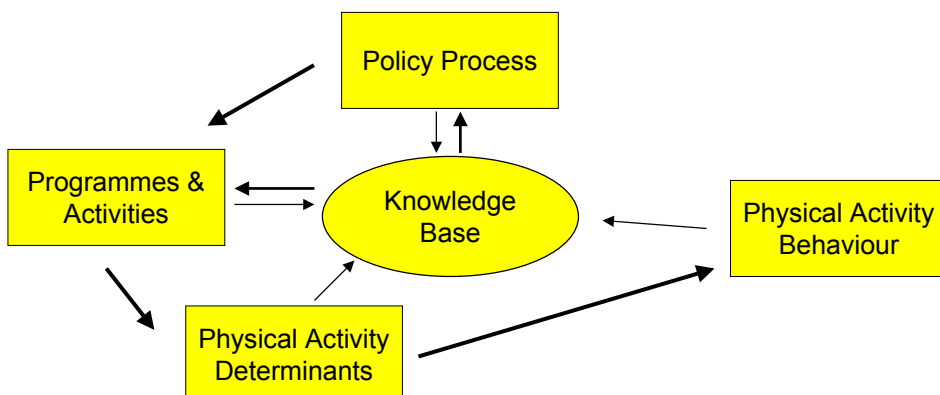 Policy Process
Programmes &
Activities
Knowledge
Base
Physical Activity
Behaviour
Physical Activity
Determinants